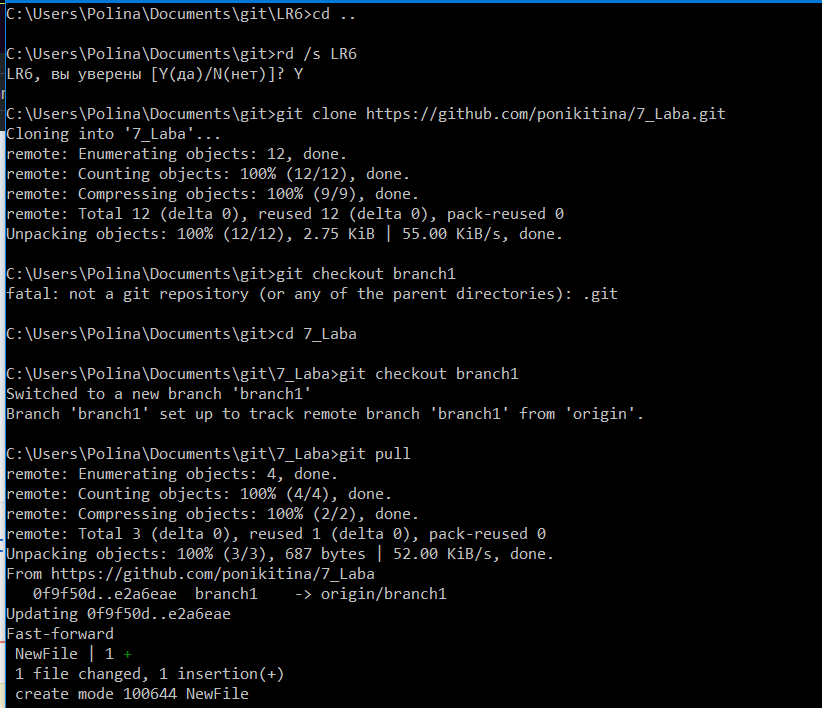 C:\Users\Polina\Documents\git\LR6>cd ..
C:\Users\Polina\Documents\git>rd /s LR6
LR6, вы уверены [Y(да)/N(нет)]? Y
C:\Users\Polina\Documents\git>git clone https://github.com/ponikitina/7_Laba.git
Cloning into '7_Laba'...
remote: Enumerating objects: 12, done.
remote: Counting objects: 100% (12/12), done.
remote: Compressing objects: 100% (9/9), done.
remote: Total 12 (delta 0), reused 12 (delta 0), pack-reused 0
Unpacking objects: 100% (12/12), 2.75 KiB | 55.00 KiB/s, done.
C:\Users\Polina\Documents\git>git checkout branch1
fatal: not a git repository (or any of the parent directories): .git
C:\Users\Polina\Documents\git>cd 7_Laba
C:\Users\Polina\Documents\git\7_Laba>git checkout branch1
Switched to a new branch 'branch1'
Branch 'branch1' set up to track remote branch 'branch1' from 'origin'.
C:\Users\Polina\Documents\git\7_Laba>git pull
remote: Enumerating objects: 4, done.
remote: Counting objects: 100% (4/4), done.
remote: Compressing objects: 100% (2/2), done.
remote: Total 3 (delta 0), reused 1 (delta 0), pack-reused 0
Unpacking objects: 100% (3/3), 687 bytes | 52.00 KiB/s, done.
From https://github.com/ponikitina/7_Laba
   0f9f50d..e2a6eae  branch1    -> origin/branch1
Updating 0f9f50d..e2a6eae
Fast-forward
 NewFile | 1 +
 1 file changed, 1 insertion(+)
 create mode 100644 NewFile